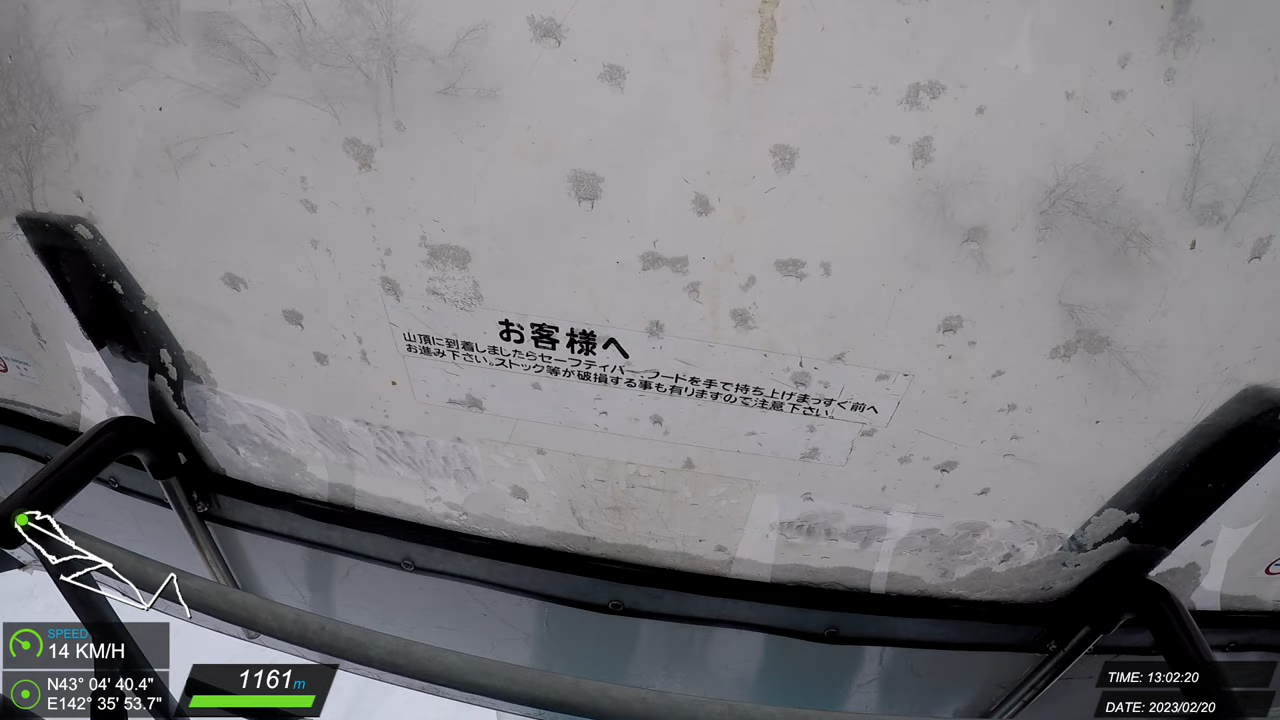 お客様へ
山頂に到着しましたらセーフティバー.フードを手で持ち上げまっすぐ前へ
お進み下さい。ストック等が破損する事も有りますのでご注意下さい。
SPEED
14 KM/H
N43° 04' 40.4"
E142° 35' 53.7"
1161m
TIME: 13:02:20
DATE: 2023/02/20